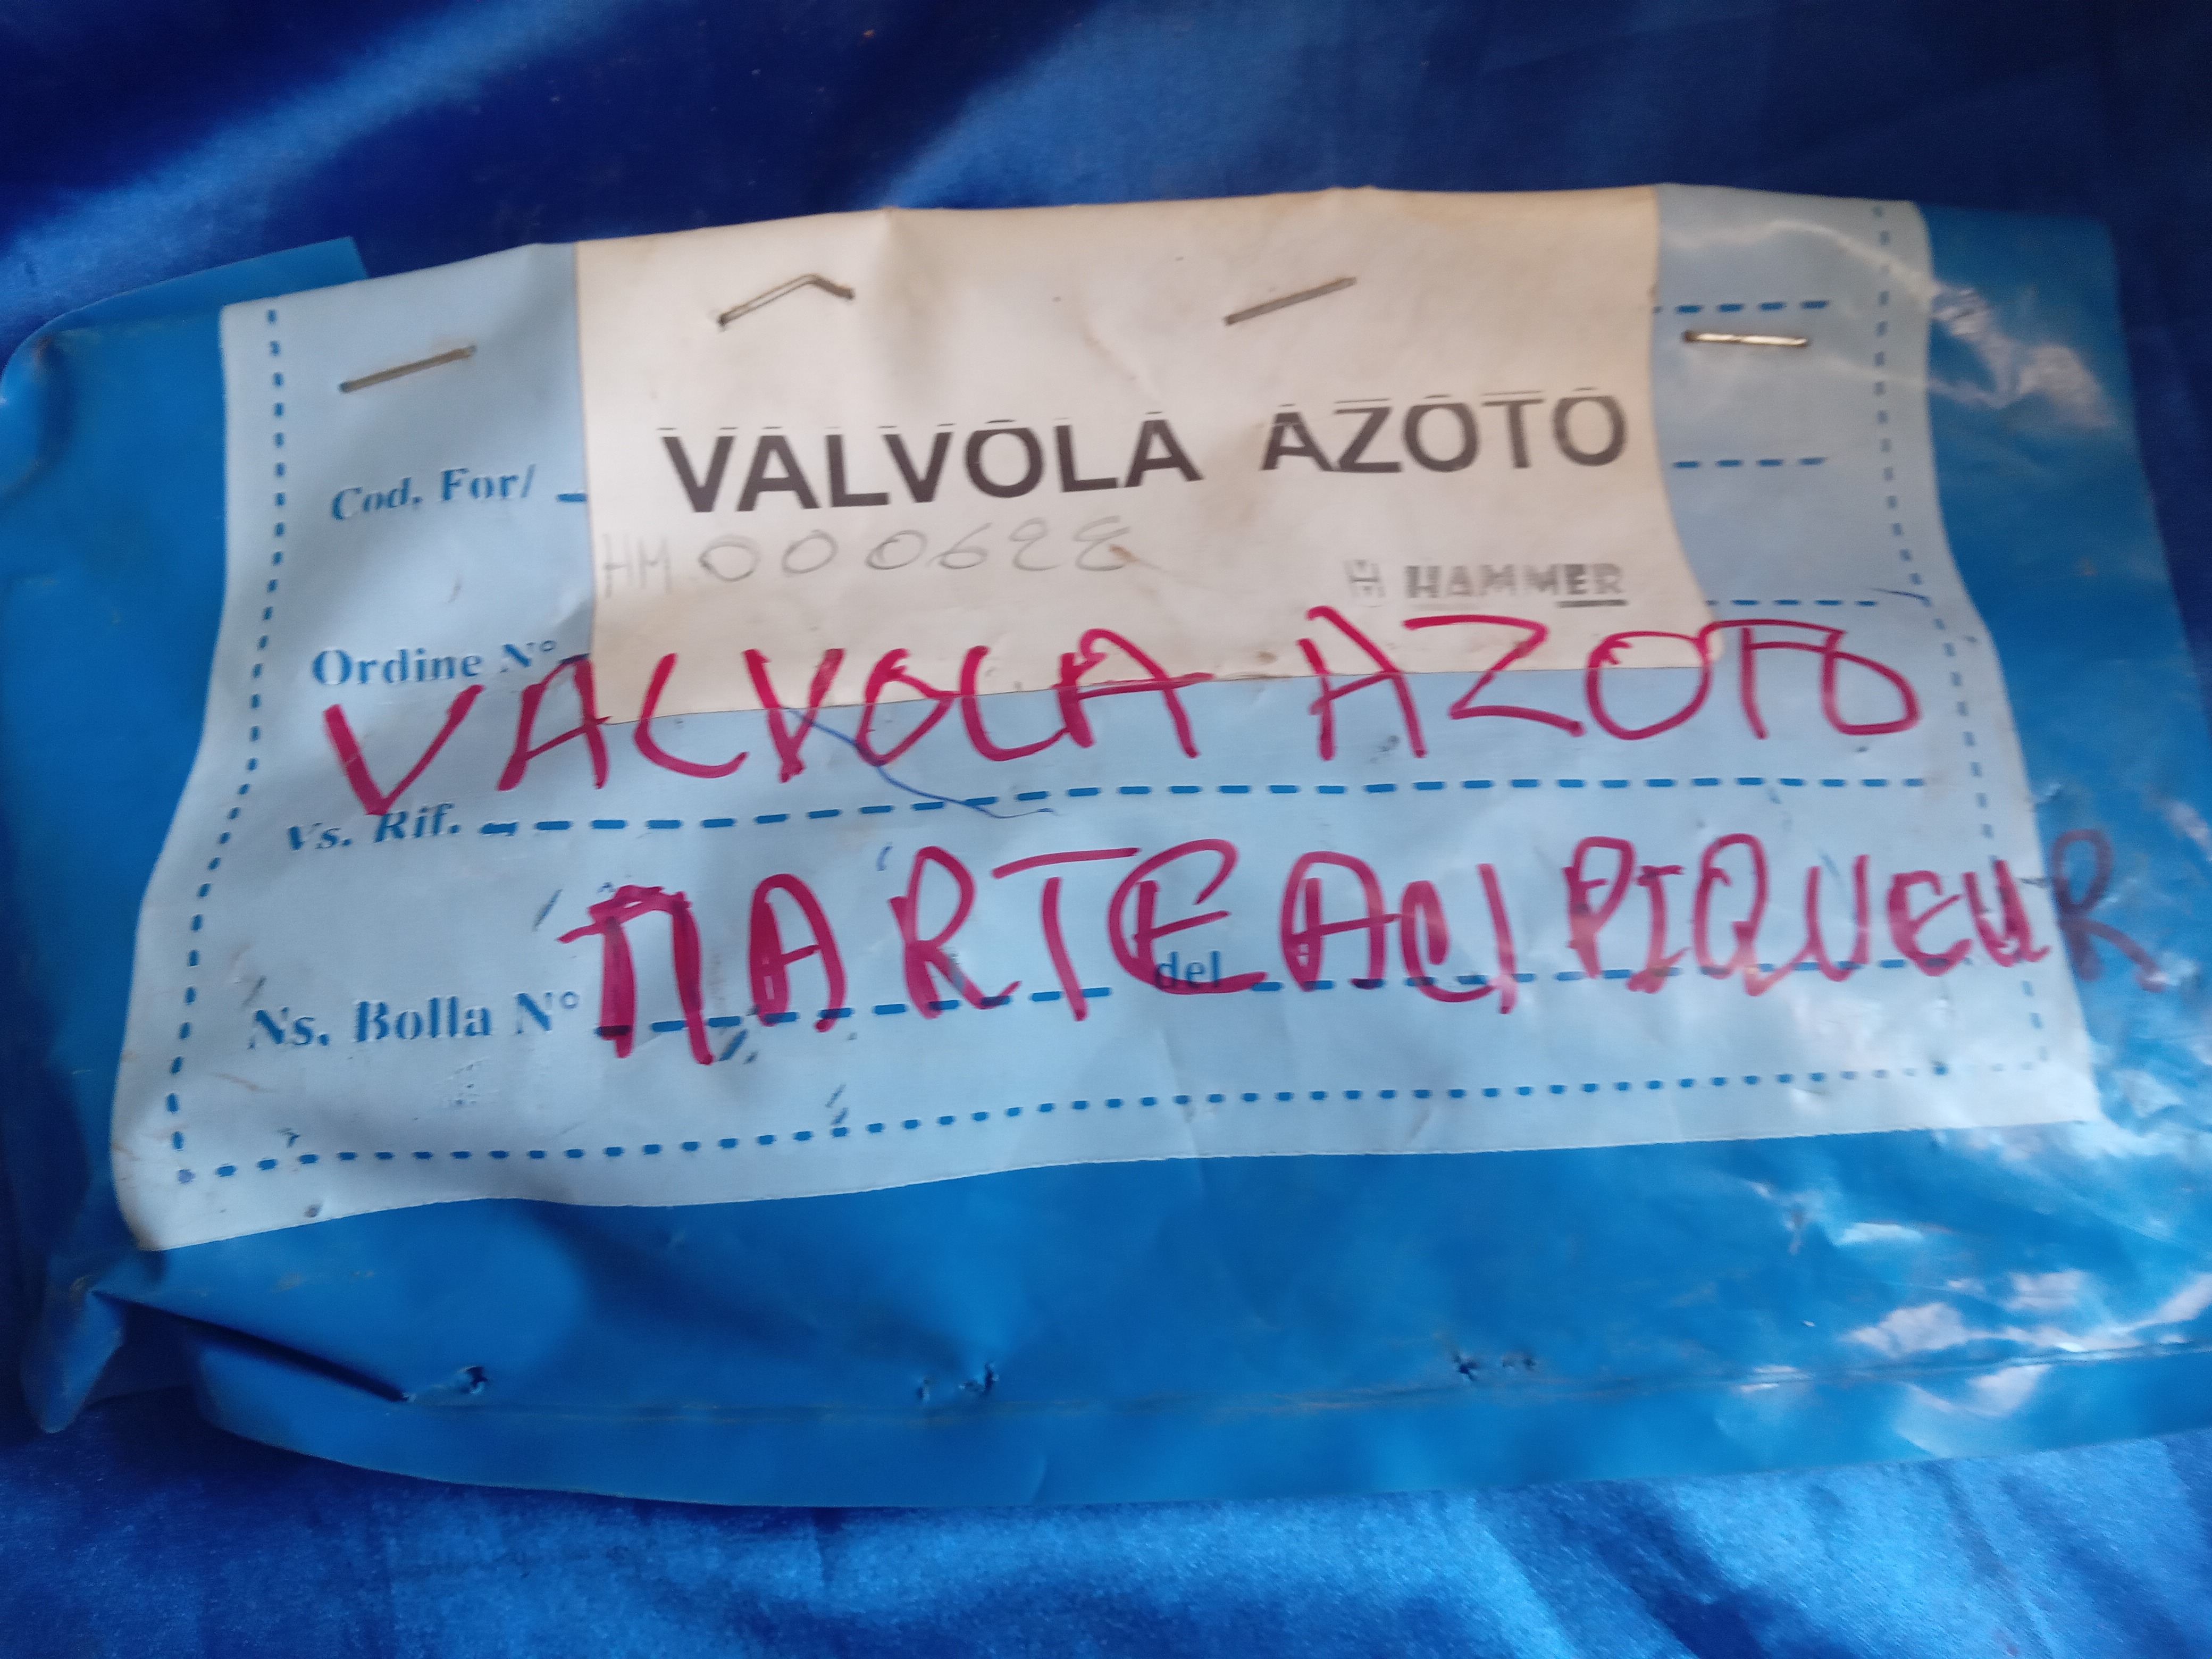 VALVOLA AZOTO
Cod. For/
HM 000628
HAMMER
Ordine N°
VALVOLA AZOTO
Vs. Rif.
MARTEAU PIQUEUR
Ns. Bolla N° del